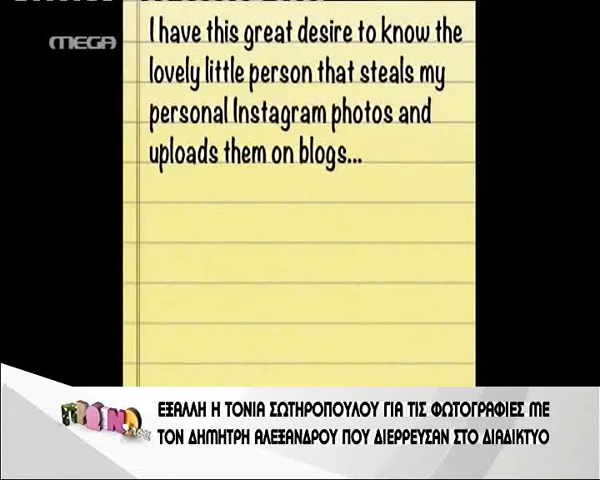 MEGA
I have this great desire to know the
lovely little person that steals my
personal Instagram photos and
uploads them on blogs...
ΠΡΩΙΝΟ
ΕΞΑΛΛΗ Η ΤΟΝΙΑ ΣΩΤΗΡΟΠΟΥΛΟΥ ΓΙΑ ΤΙΣ ΦΩΤΟΓΡΑΦΙΕΣ ΜΕ
ΤΟΝ ΔΗΜΗΤΡΗ ΑΛΕΞΑΝΔΡΟΥ ΠΟΥ ΔΙΕΡΡΕΥΣΑΝ ΣΤΟ ΔΙΑΔΙΚΤΥΟ